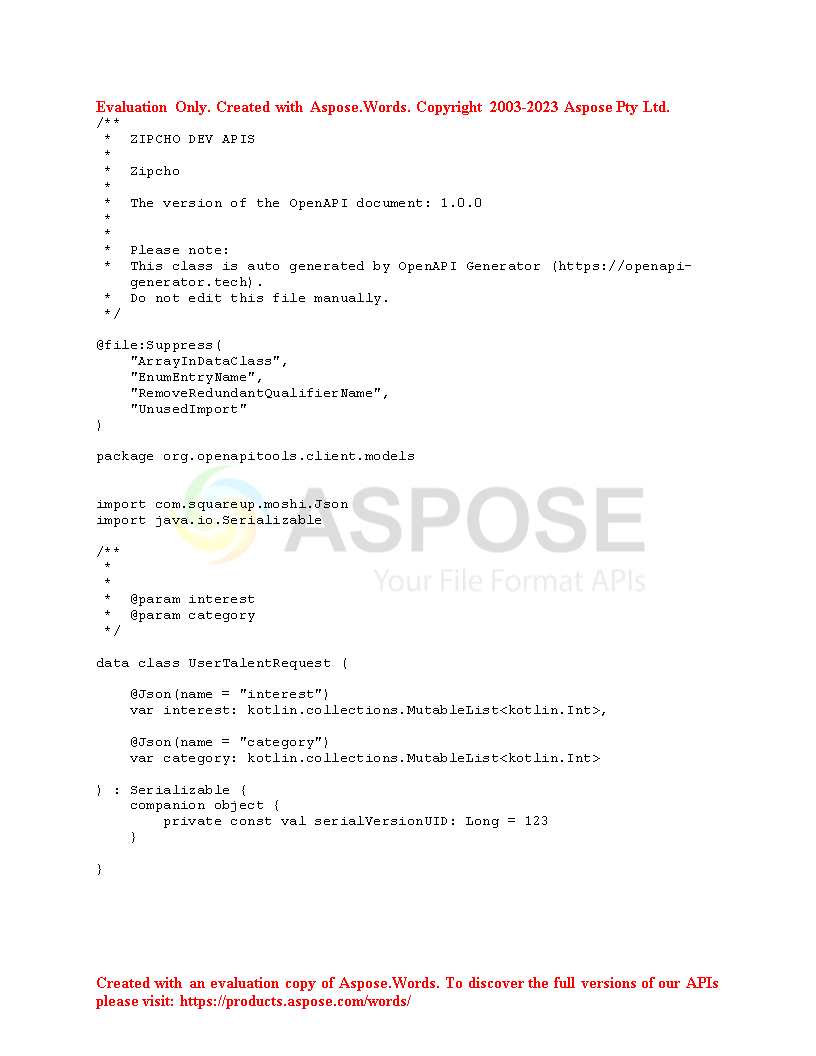 Evaluation Only. Created with Aspose.Words. Copyright 2003-2023 Aspose Pty Ltd.
/**
 *  ZIPCHO DEV APIS
 *
 *  Zipcho
 *
 *  The version of the OpenAPI document: 1.0.0
 *
 *
 *  Please note:
 *  This class is auto generated by OpenAPI Generator (https://openapi-
    generator.tech).
 *  Do not edit this file manually.
 */

@file:Suppress(
    "ArrayInDataClass",
    "EnumEntryName",
    "RemoveRedundantQualifierName",
    "UnusedImport"
)

package org.openapitools.client.models

import com.squareup.moshi.Json
import java.io.Serializable
ASPOSE
Your File Format APIs

/**
 *
 *
 *  @param interest
 *  @param category
 */

data class UserTalentRequest (

    @Json(name = "interest")
    var interest: kotlin.collections.MutableList<kotlin.Int>,

    @Json(name = "category")
    var category: kotlin.collections.MutableList<kotlin.Int>

) : Serializable {
    companion object {
        private const val serialVersionUID: Long = 123
    }

}

Created with an evaluation copy of Aspose.Words. To discover the full versions of our APIs
please visit: https://products.aspose.com/words/